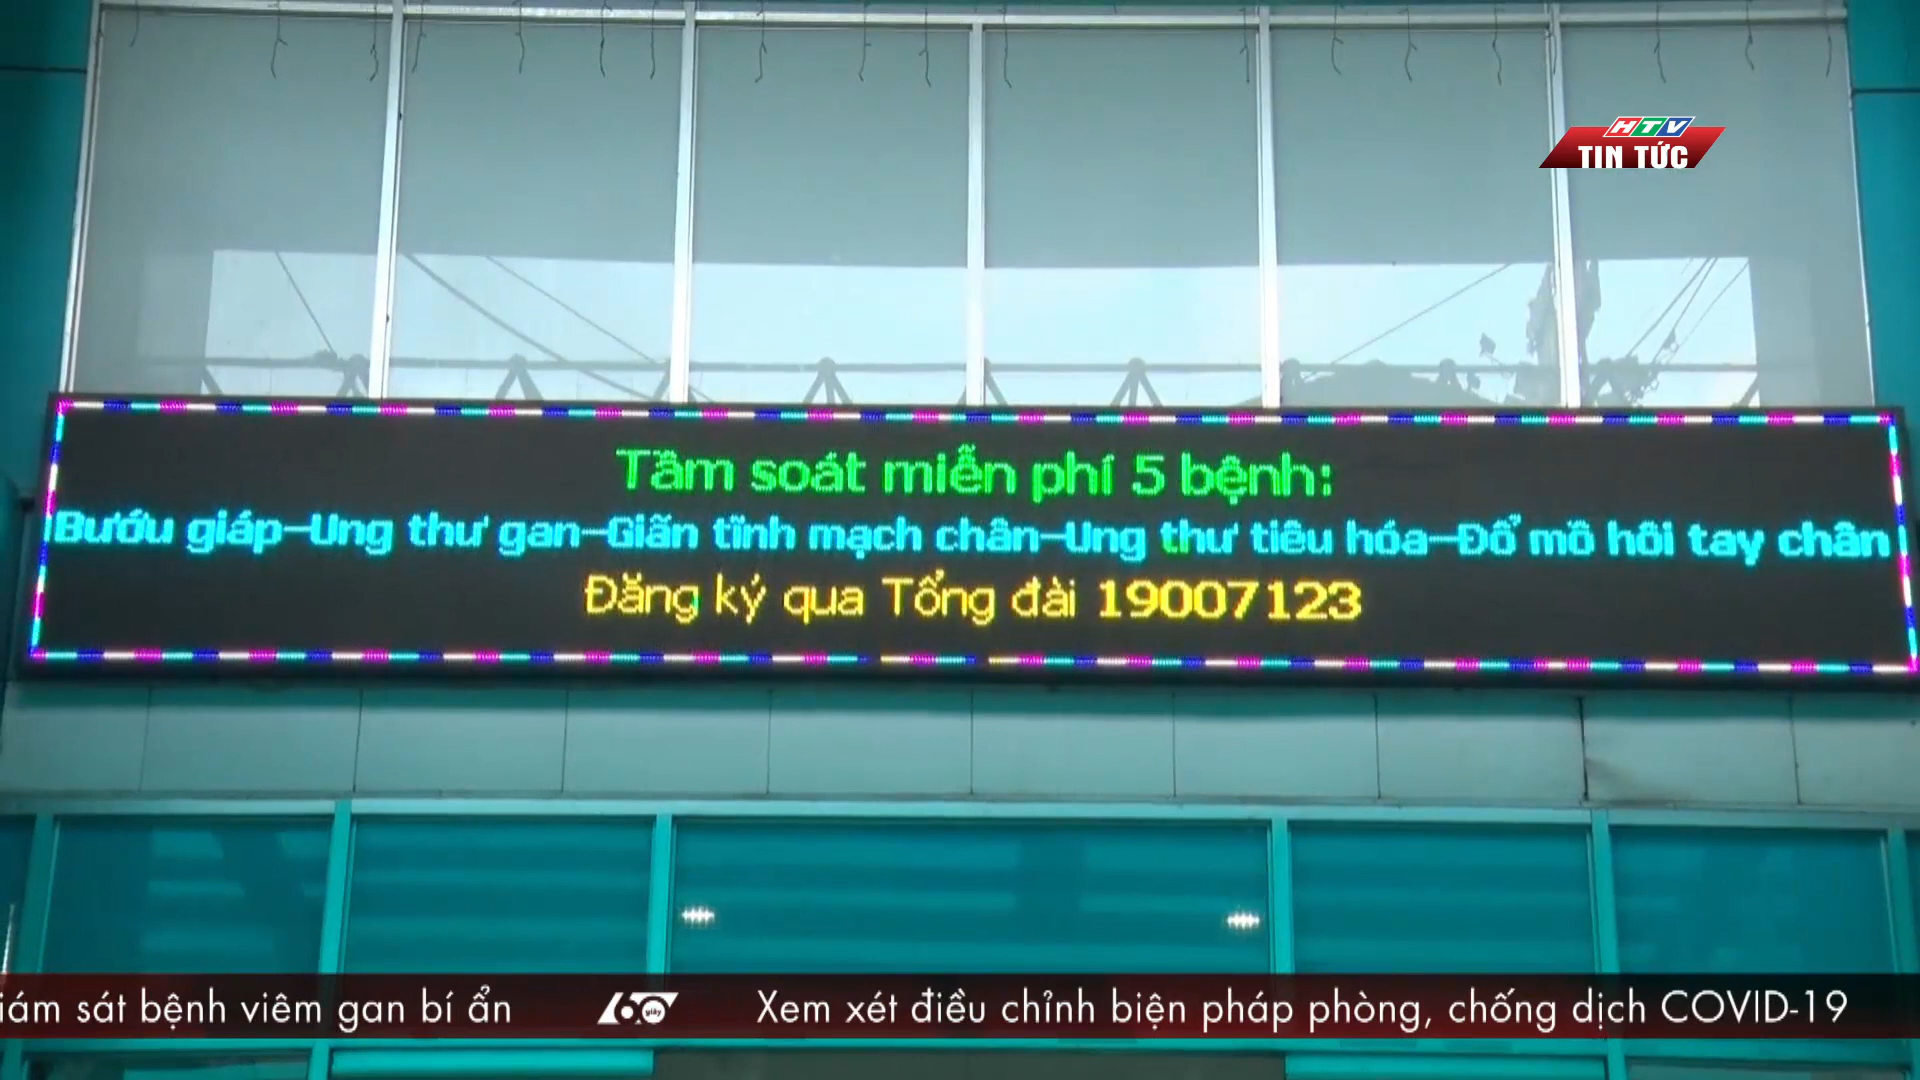 HTV
TIN TỨC
Tầm soát miễn phí 5 bệnh:
Bướu giáp-Ung thư gan-Giãn tĩnh mạch chân-Ung thư tiêu hóa-Đổ mồ hôi tay chân
Đăng ký qua Tổng đài 19007123
sát bệnh viêm gan bí ẩn 60 giây Xem xét điều chỉnh biện pháp phòng, chống dịch COVID-19